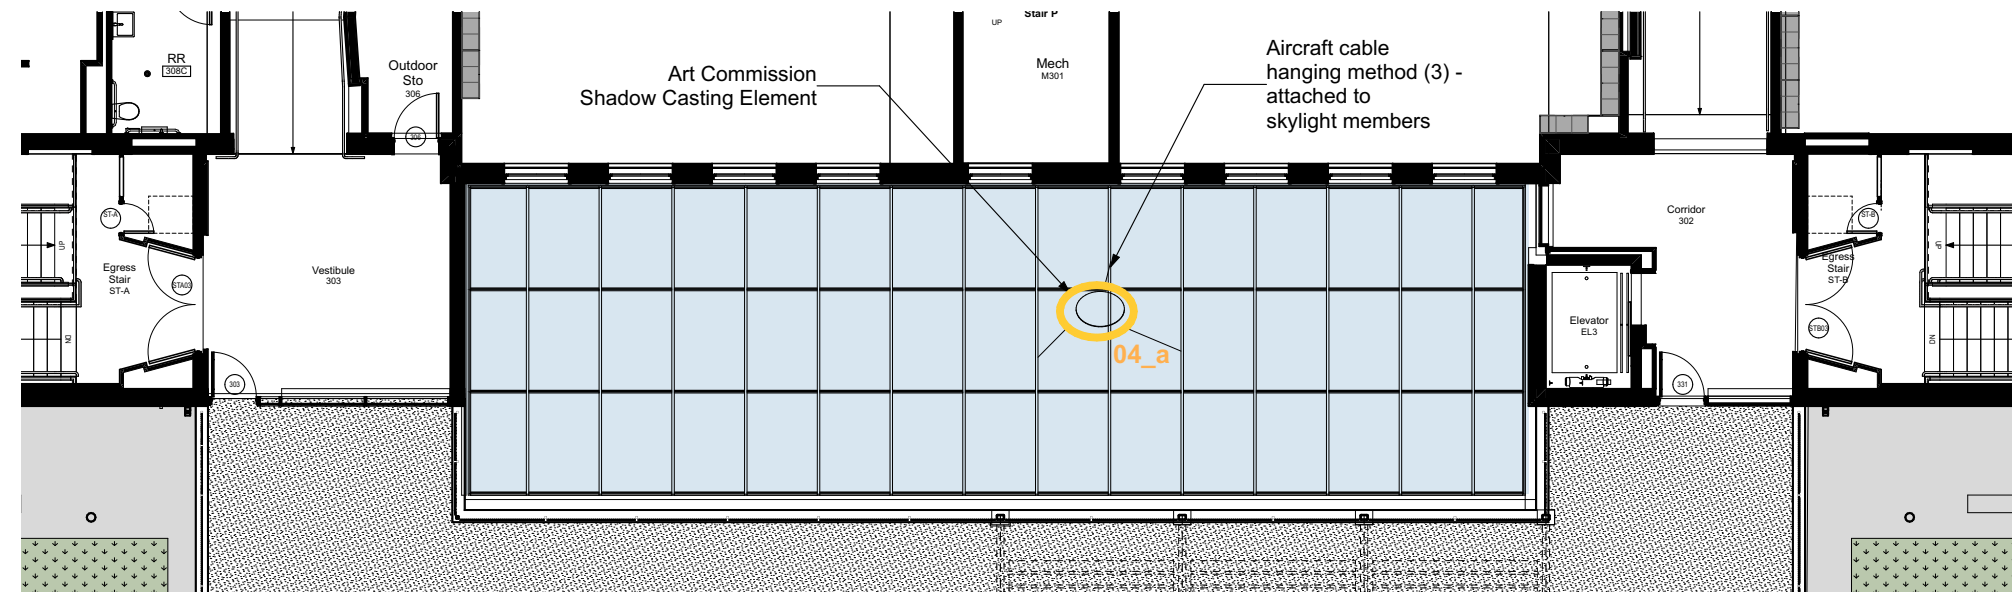 Stair P
UP
RR
308C
Outdoor
Sto
306
306
Art Commission
Shadow Casting Element
Mech
M301
Aircraft cable
hanging method (3) -
attached to
skylight members
ST-A
UP
Egress
Stair
ST-A
STA03
DN
Vestibule
303
303
04_a
Corridor
302
Elevator
EL3
331
ST-B
UP
Egress
Stair
ST-B
STB03
DN